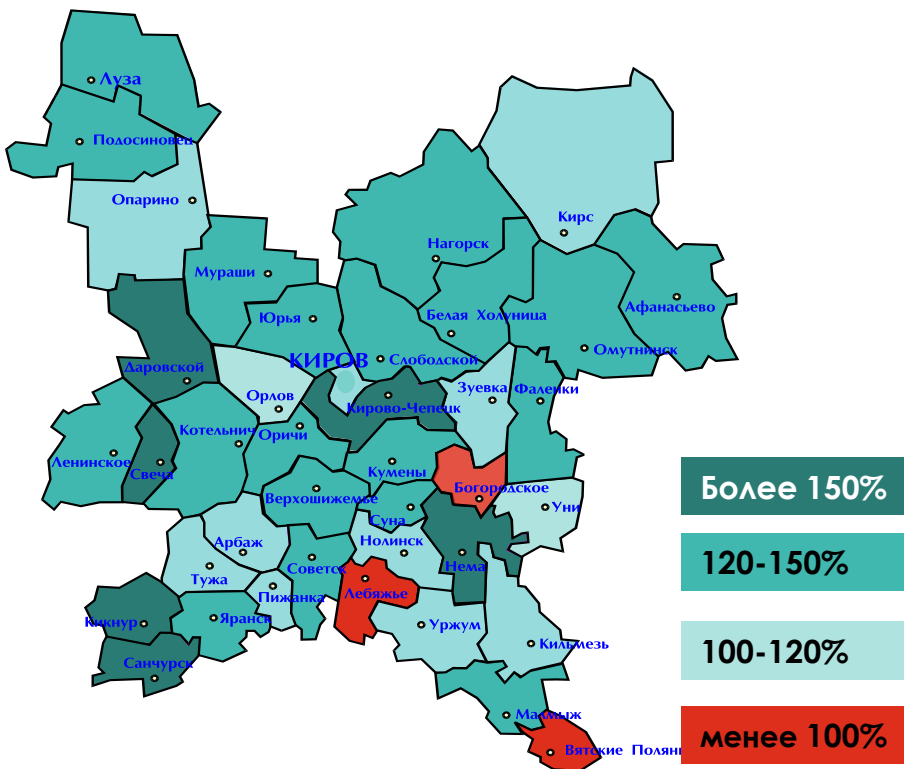 Луза
Подосиновец
Опарино
Кирс
Нагорск
Мураши
Афанасьево
Юрья
Белая Холуница
Омутнинск
КИРОВ
Слободской
Даровской
Зуевка
Фаленки
Орлов
Кирово-Чепецк
Котельнич
Оричи
Ленинское
Свеча
Кумены
Богородское
Верхошижемье
Суна
Уни
Арбаж
Нолинск
Нема
Тужа
Советск
Пижанка
Лебяжье
Кикнур
Яранск
Уржум
Кильмезь
Санчурск
Малмыж
Вятские Поляны
Более 150%
120-150%
100-120%
менее 100%